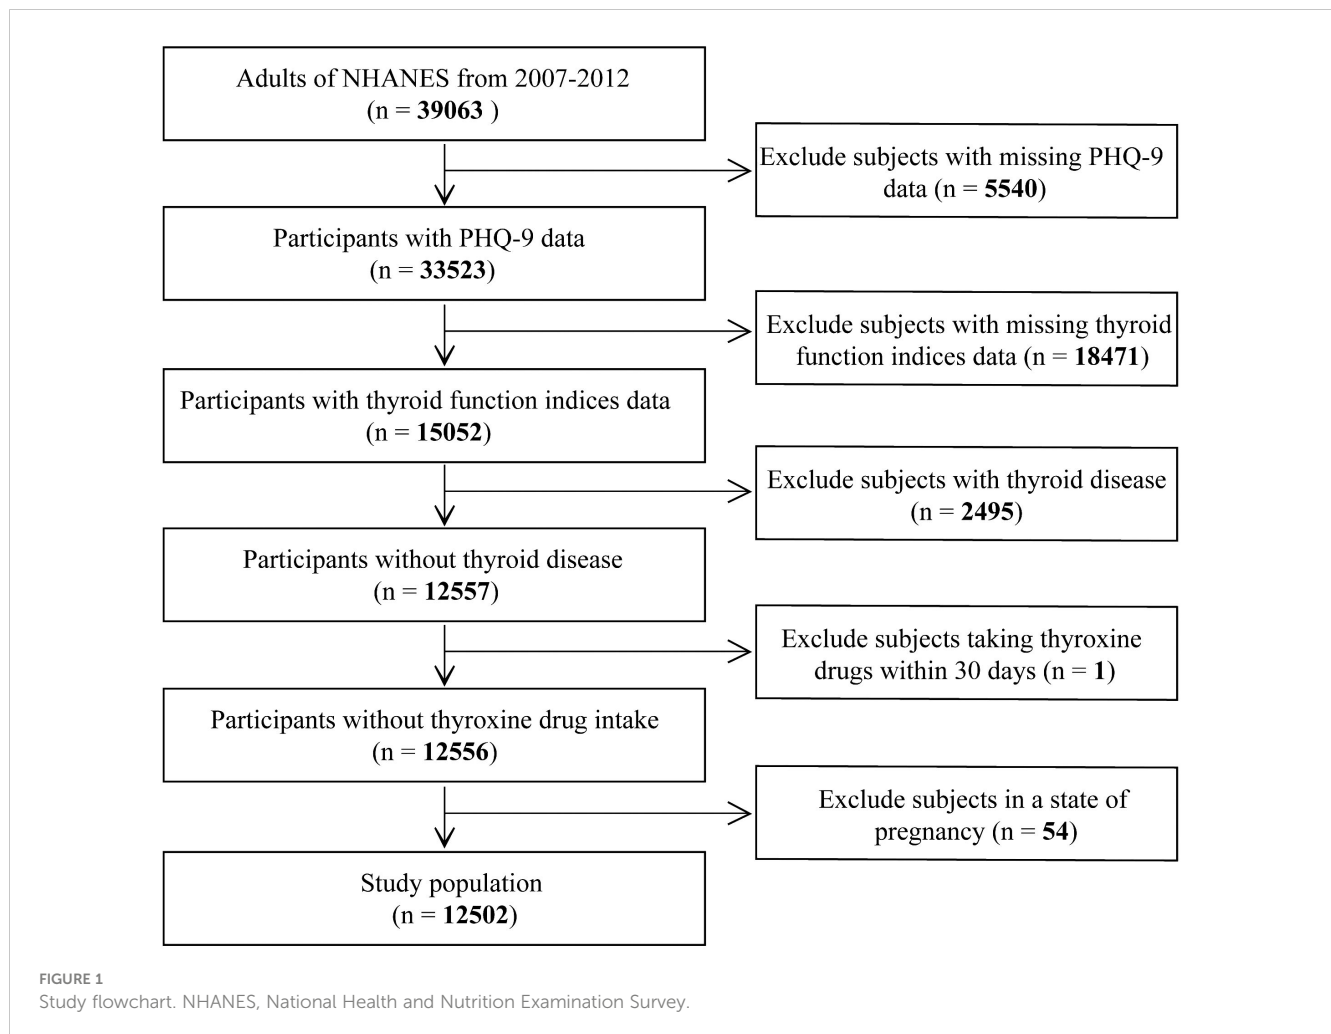 Adults of NHANES from 2007-2012
(n = 39063 )
Exclude subjects with missing PHQ-9
data (n = 5540)
Participants with PHQ-9 data
(n = 33523)
Exclude subjects with missing thyroid
function indices data (n = 18471)
Participants with thyroid function indices data
(n = 15052)
Exclude subjects with thyroid disease
(n = 2495)
Participants without thyroid disease
(n = 12557)
Exclude subjects taking thyroxine
drugs within 30 days (n = 1)
Participants without thyroxine drug intake
(n = 12556)
Exclude subjects in a state of
pregnancy (n = 54)
Study population
(n = 12502)
FIGURE 1
Study flowchart. NHANES, National Health and Nutrition Examination Survey.